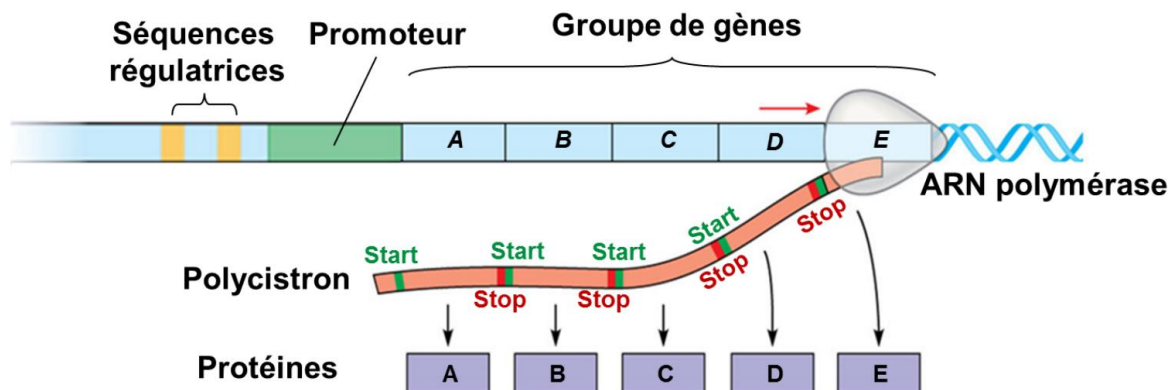 Séquences
régulatrices
Promoteur
Groupe de gènes
A B C D E
ARN polymérase
Polycistron
Start Start Start Start
Stop Stop Stop Stop
Protéines
A B C D E